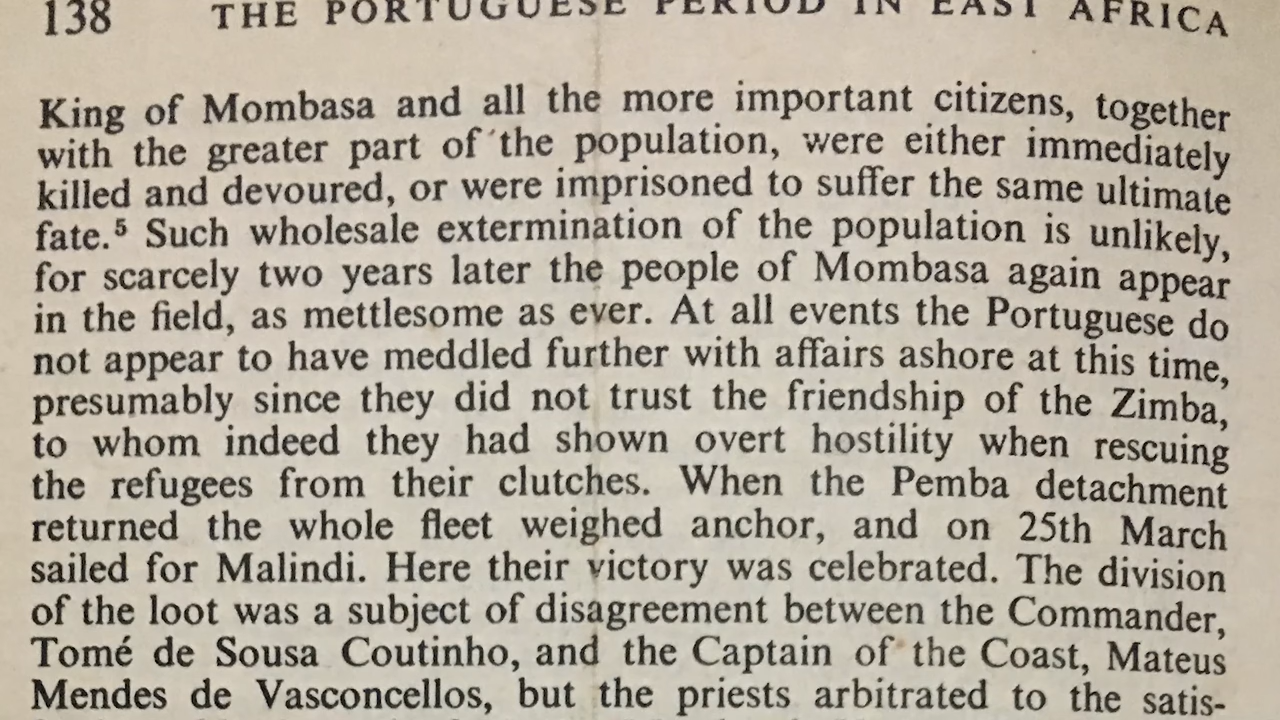 138 THE PORTUGUESE PERIOD IN EAST AFRICA
King of Mombasa and all the more important citizens, together
with the greater part of the population, were either immediately
killed and devoured, or were imprisoned to suffer the same ultimate
fate.⁵ Such wholesale extermination of the population is unlikely,
for scarcely two years later the people of Mombasa again appear
in the field, as mettlesome as ever. At all events the Portuguese do
not appear to have meddled further with affairs ashore at this time,
presumably since they did not trust the friendship of the Zimba,
to whom indeed they had shown overt hostility when rescuing
the refugees from their clutches. When the Pemba detachment
returned the whole fleet weighed anchor, and on 25th March
sailed for Malindi. Here their victory was celebrated. The division
of the loot was a subject of disagreement between the Commander,
Tomé de Sousa Coutinho, and the Captain of the Coast, Mateus
Mendes de Vasconcellos, but the priests arbitrated to the satis-